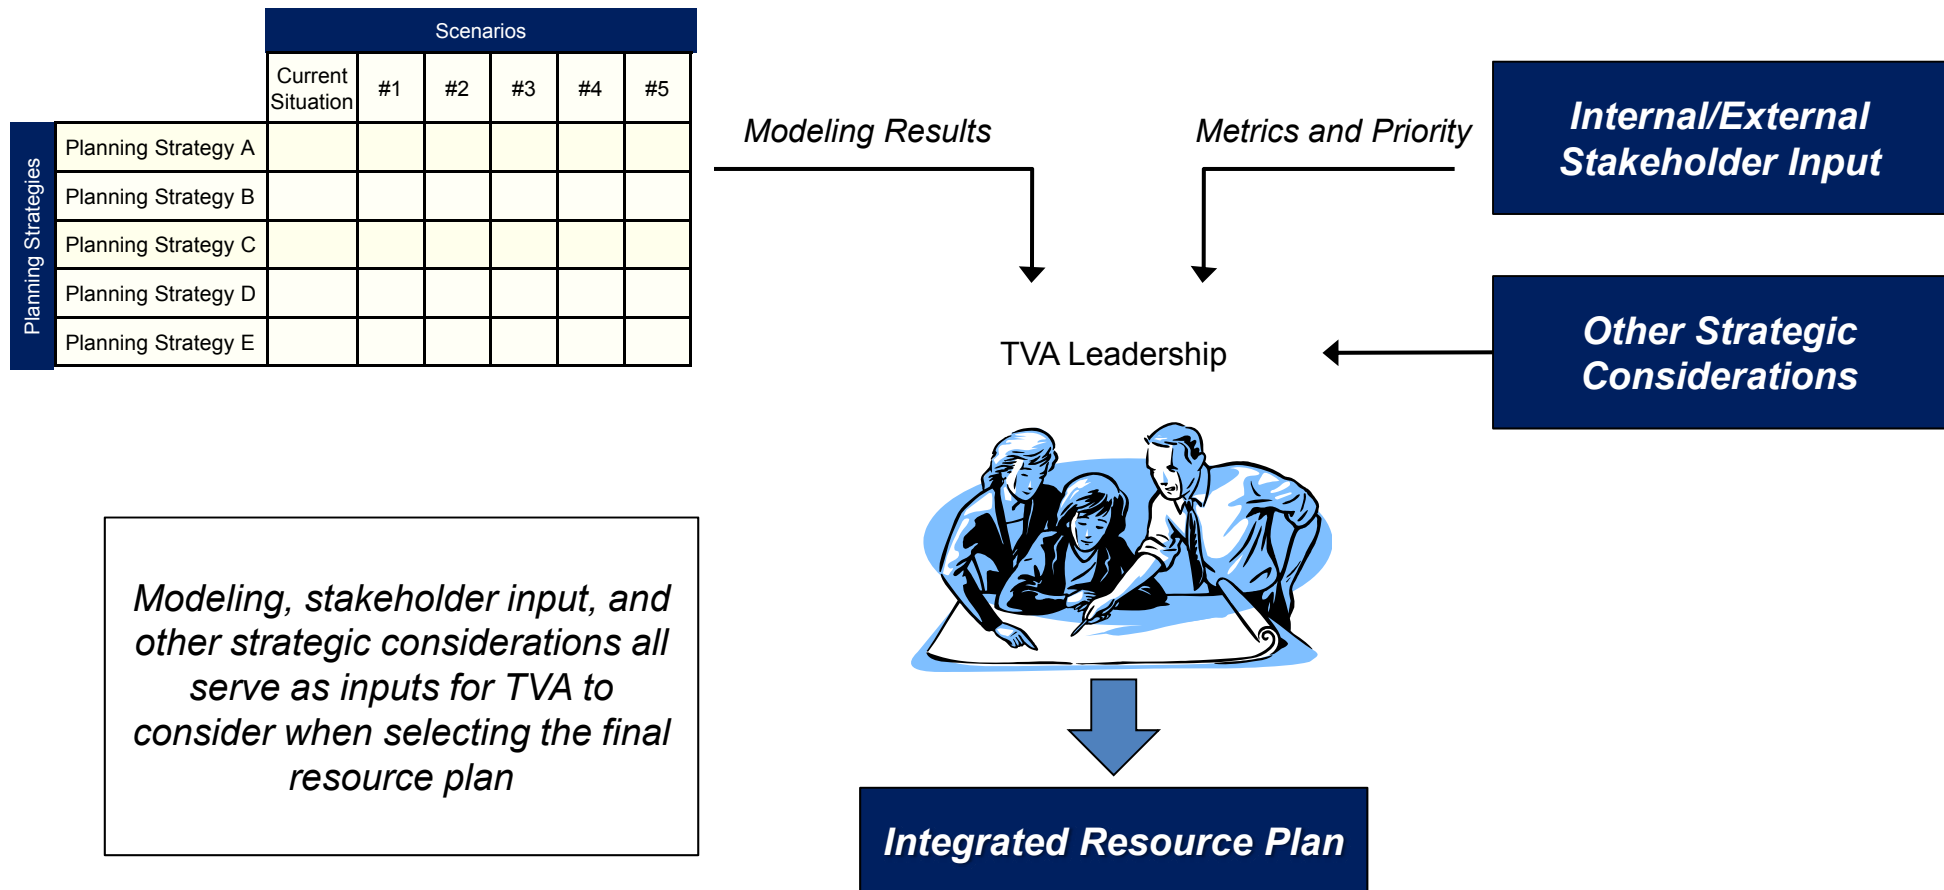 Scenarios
Current
Situation
#1
#2
#3
#4
#5
Planning Strategies
Planning Strategy A
Planning Strategy B
Planning Strategy C
Planning Strategy D
Planning Strategy E
Modeling Results
Metrics and Priority
Internal/External
Stakeholder Input
TVA Leadership
Other Strategic
Considerations
Modeling, stakeholder input, and
other strategic considerations all
serve as inputs for TVA to
consider when selecting the final
resource plan
Integrated Resource Plan